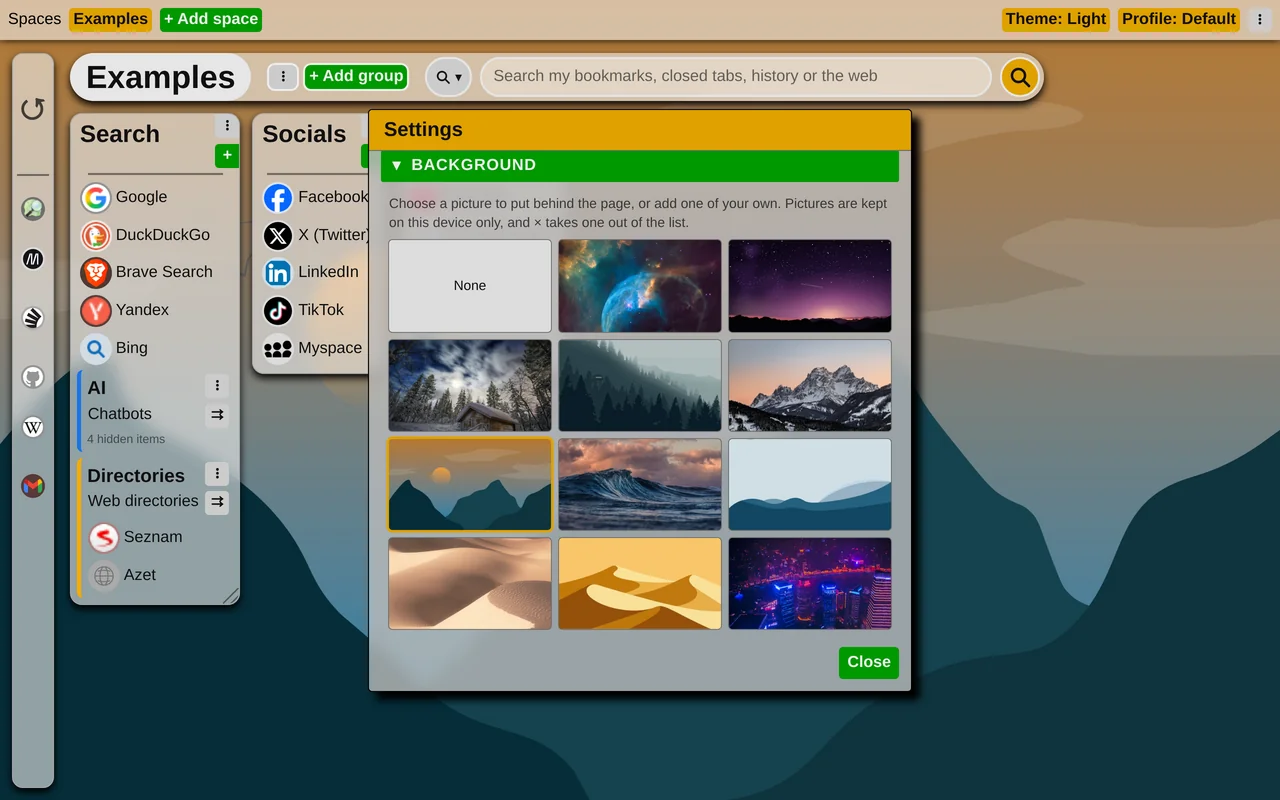 Spaces Examples + Add space Theme: Light Profile: Default
Examples + Add group Search my bookmarks, closed tabs, history or the web
Search
Google
DuckDuckGo
Brave Search
Yandex
Bing
AI
Chatbots
4 hidden items
Directories
Web directories
Seznam
Azet
Socials
Facebook
X (Twitter)
LinkedIn
TikTok
Myspace
Settings
▼ BACKGROUND
Choose a picture to put behind the page, or add one of your own. Pictures are kept
on this device only, and × takes one out of the list.
None
Close